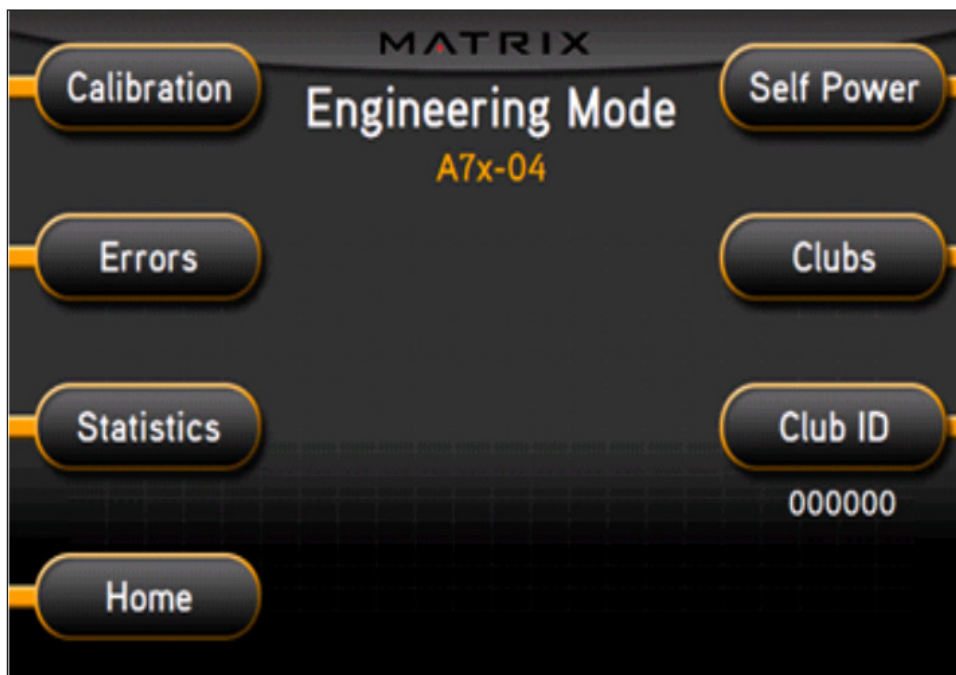 MATRIX
Calibration
Engineering Mode
Self Power
A7x-04
Errors
Clubs
Statistics
Club ID
000000
Home